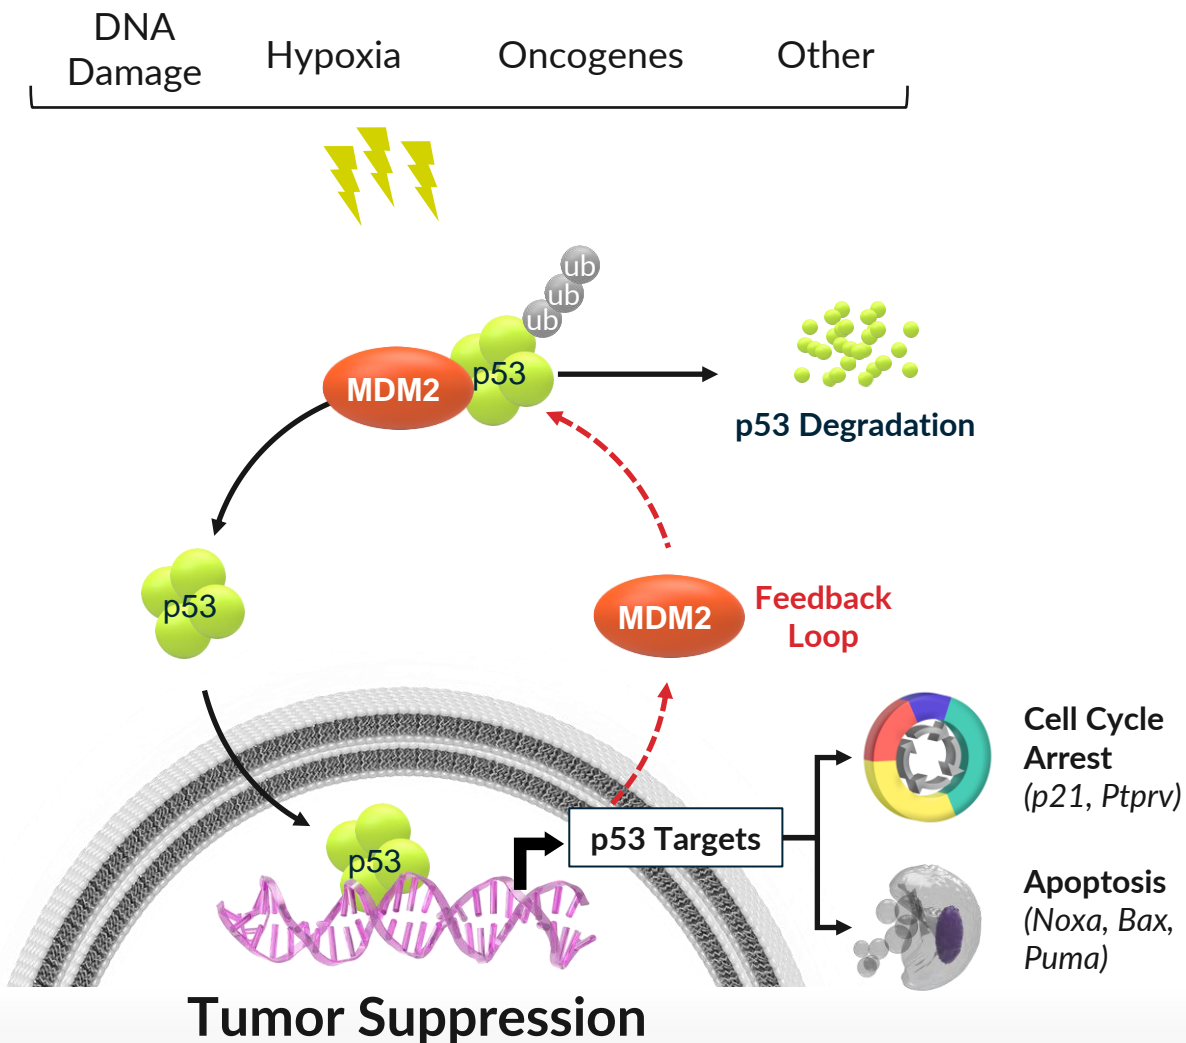 DNA
Damage
Hypoxia
Oncogenes
Other
ub
ub
ub
MDM2
p53
p53 Degradation
p53
MDM2
Feedback
Loop
p53
p53 Targets
Cell Cycle
Arrest
(p21, Ptprv)
Apoptosis
(Noxa, Bax,
Puma)
Tumor Suppression